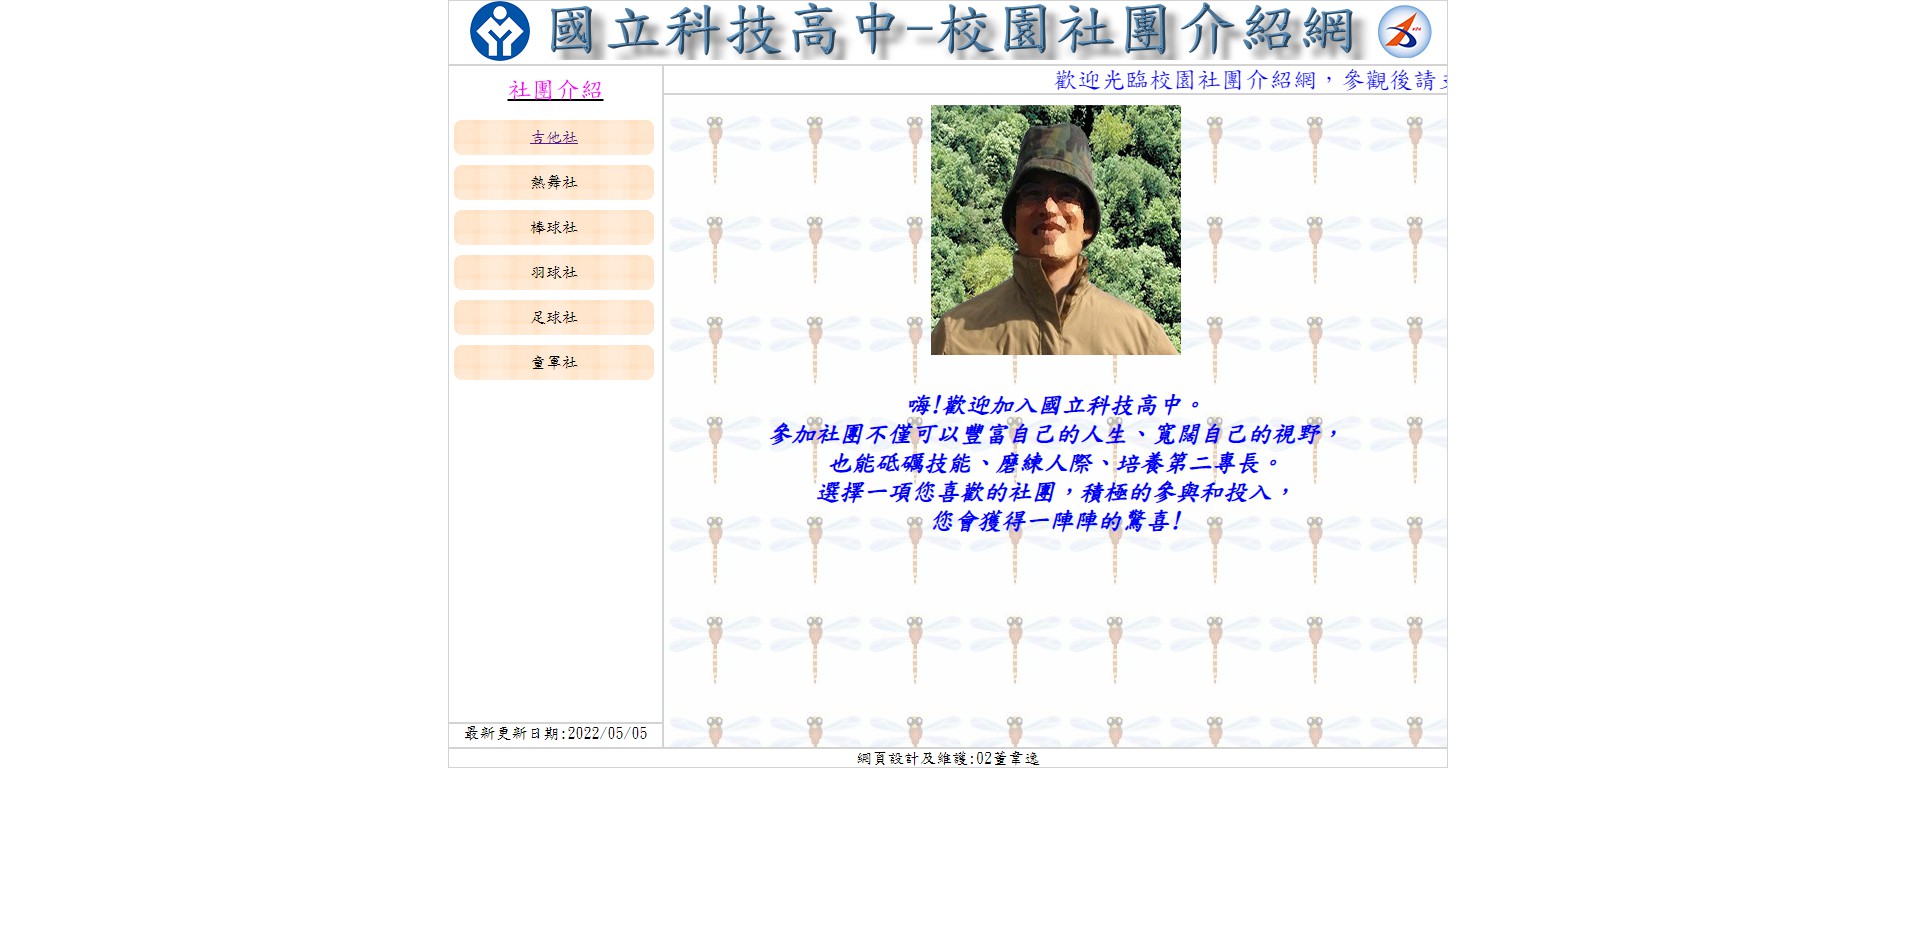 國立科技高中-校園社團介紹網
社團介紹
歡迎光臨校園社團介紹網，參觀後請
吉他社
熱舞社
棒球社
羽球社
足球社
童軍社
嗨!歡迎加入國立科技高中。
參加社團不僅可以豐富自己的人生、寬闊自己的視野，
也能砥礪技能、磨練人際、培養第二專長。
選擇一項您喜歡的社團，積極的參與和投入，
您會獲得一陣陣的驚喜!
最新更新日期:2022/05/05
網頁設計及維護:02董韋逸